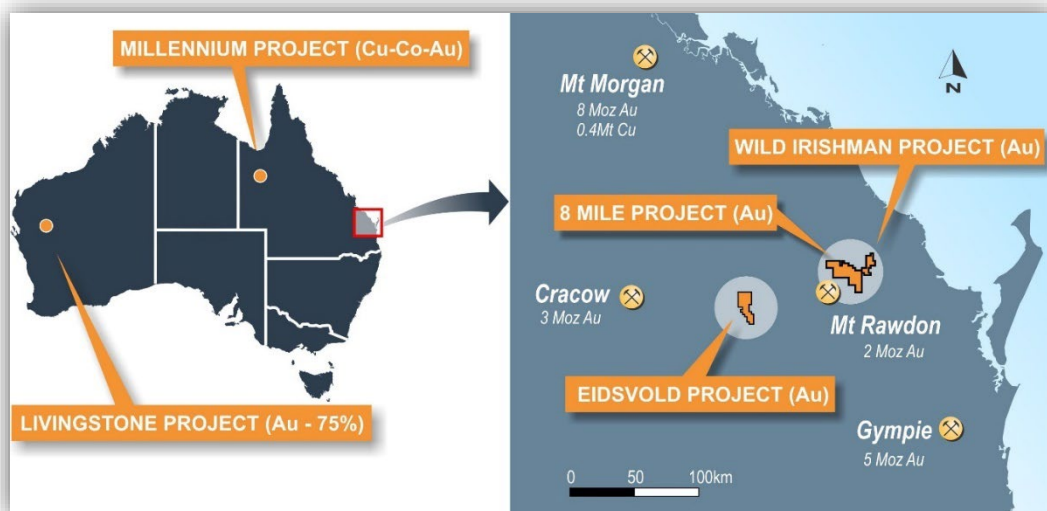 MILLENNIUM PROJECT (Cu-Co-Au)
LIVINGSTONE PROJECT (Au - 75%)
Mt Morgan
8 Moz Au
0.4Mt Cu
N
WILD IRISHMAN PROJECT (Au)
8 MILE PROJECT (Au)
Cracow
3 Moz Au
Mt Rawdon
2 Moz Au
EIDSVOLD PROJECT (Au)
Gympie
5 Moz Au
0 50 100km